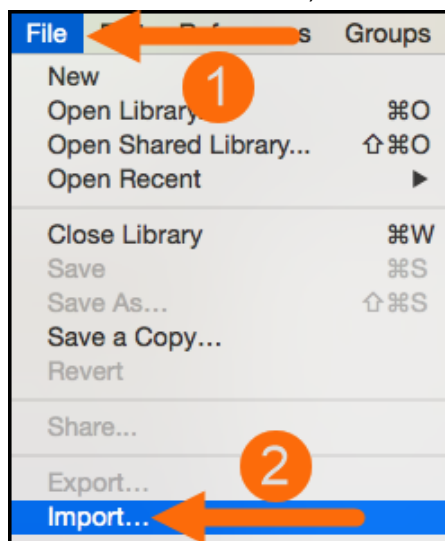 File s Groups
1
New
Open Library
⌘O
Open Shared Library... ⇧⌘O
Open Recent ▶
Close Library ⌘W
Save ⌘S
Save As... ⇧⌘S
Save a Copy...
Revert
Share...
Export...
2
Import...